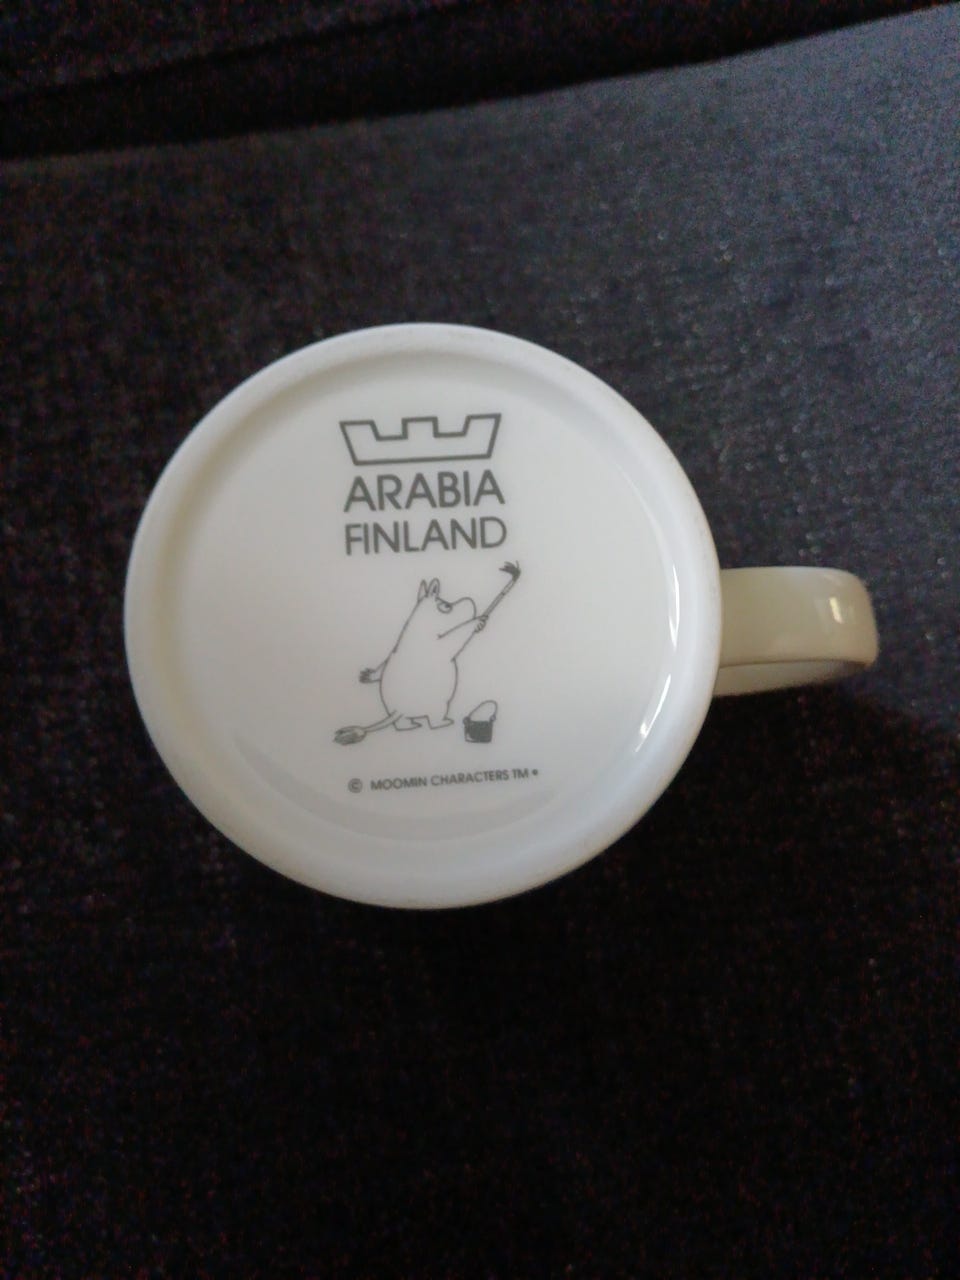 ARABIA
FINLAND
© MOOMIN CHARACTERS TM •